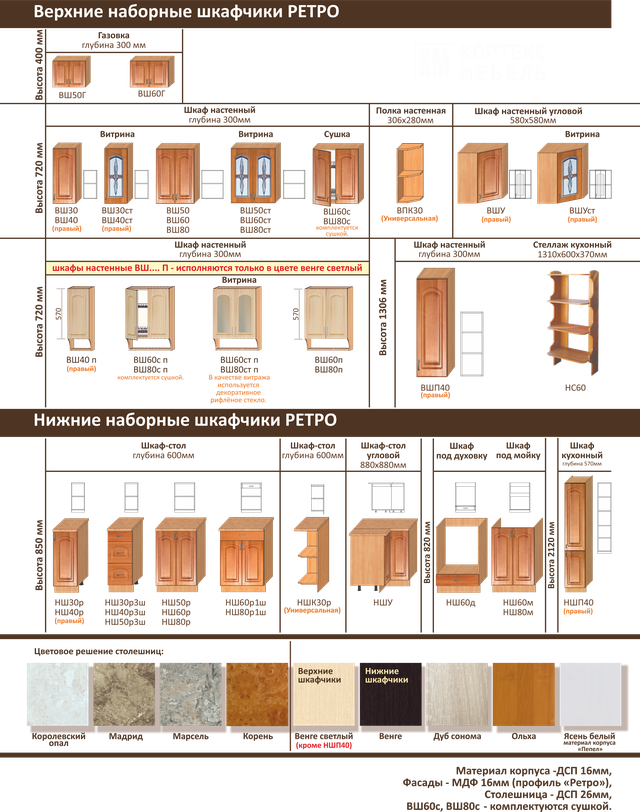 Верхние наборные шкафчики РЕТРО
Высота 400 мм
Газовка
глубина 300 мм
ВШ50Г
ВШ60Г
Высота 720 мм
Шкаф настенный
глубина 300мм
Витрина
Витрина
Сушка
ВШ30
ВШ40
(правый)
ВШ30ст
ВШ40ст
(правый)
ВШ50
ВШ60
ВШ80
ВШ50ст
ВШ60ст
ВШ80ст
ВШ60с
ВШ80с
комплектуется
сушкой.
Полка настенная
306х280мм
ВПК30
(Универсальная)
Шкаф настенный угловой
580х580мм
Витрина
ВШУ
(правый)
ВШУст
(правый)
Высота 720 мм
Шкаф настенный
глубина 300мм
шкафы настенные ВШ.... П - исполняются только в цвете венге светлый
Витрина
570
570
ВШ40 п
(правый)
ВШ60с п
ВШ80с п
комплектуется сушкой.
ВШ60ст п
ВШ80ст п
В качестве витража
используется
декоративное
рифлёное стекло.
ВШ60п
ВШ80п
Высота 1306 мм
Шкаф настенный
глубина 300мм
ВШП40
(правый)
Стеллаж кухонный
1310х600х370мм
НС60
Нижние наборные шкафчики РЕТРО
Высота 850 мм
Шкаф-стол
глубина 600мм
НШ30р
НШ40р
(правый)
НШ30р3ш
НШ40р3ш
НШ50р3ш
НШ50р
НШ60р
НШ80р
НШ60р1ш
НШ80р1ш
Шкаф-стол
глубина 600мм
НШК30р
(Универсальная)
Шкаф-стол
угловой
880х880мм
НШУ
Высота 820 мм
Шкаф
под духовку
НШ60д
Шкаф
под мойку
НШ60м
НШ80м
Высота 2120 мм
Шкаф
кухонный
глубина 570мм
НШП40
(правый)
Цветовое решение столешниц:
Верхние
шкафчики
Нижние
шкафчики
Королевский
опал
Мадрид
Марсель
Корень
Венге светлый
(кроме НШП40)
Венге
Дуб сонома
Ольха
Ясень белый
материал корпуса
«Пепел»
Материал корпуса -ДСП 16мм,
Фасады - МДФ 16мм (профиль «Ретро»),
Столешница - ДСП 26мм,
ВШ60с, ВШ80с - комплектуются сушкой.